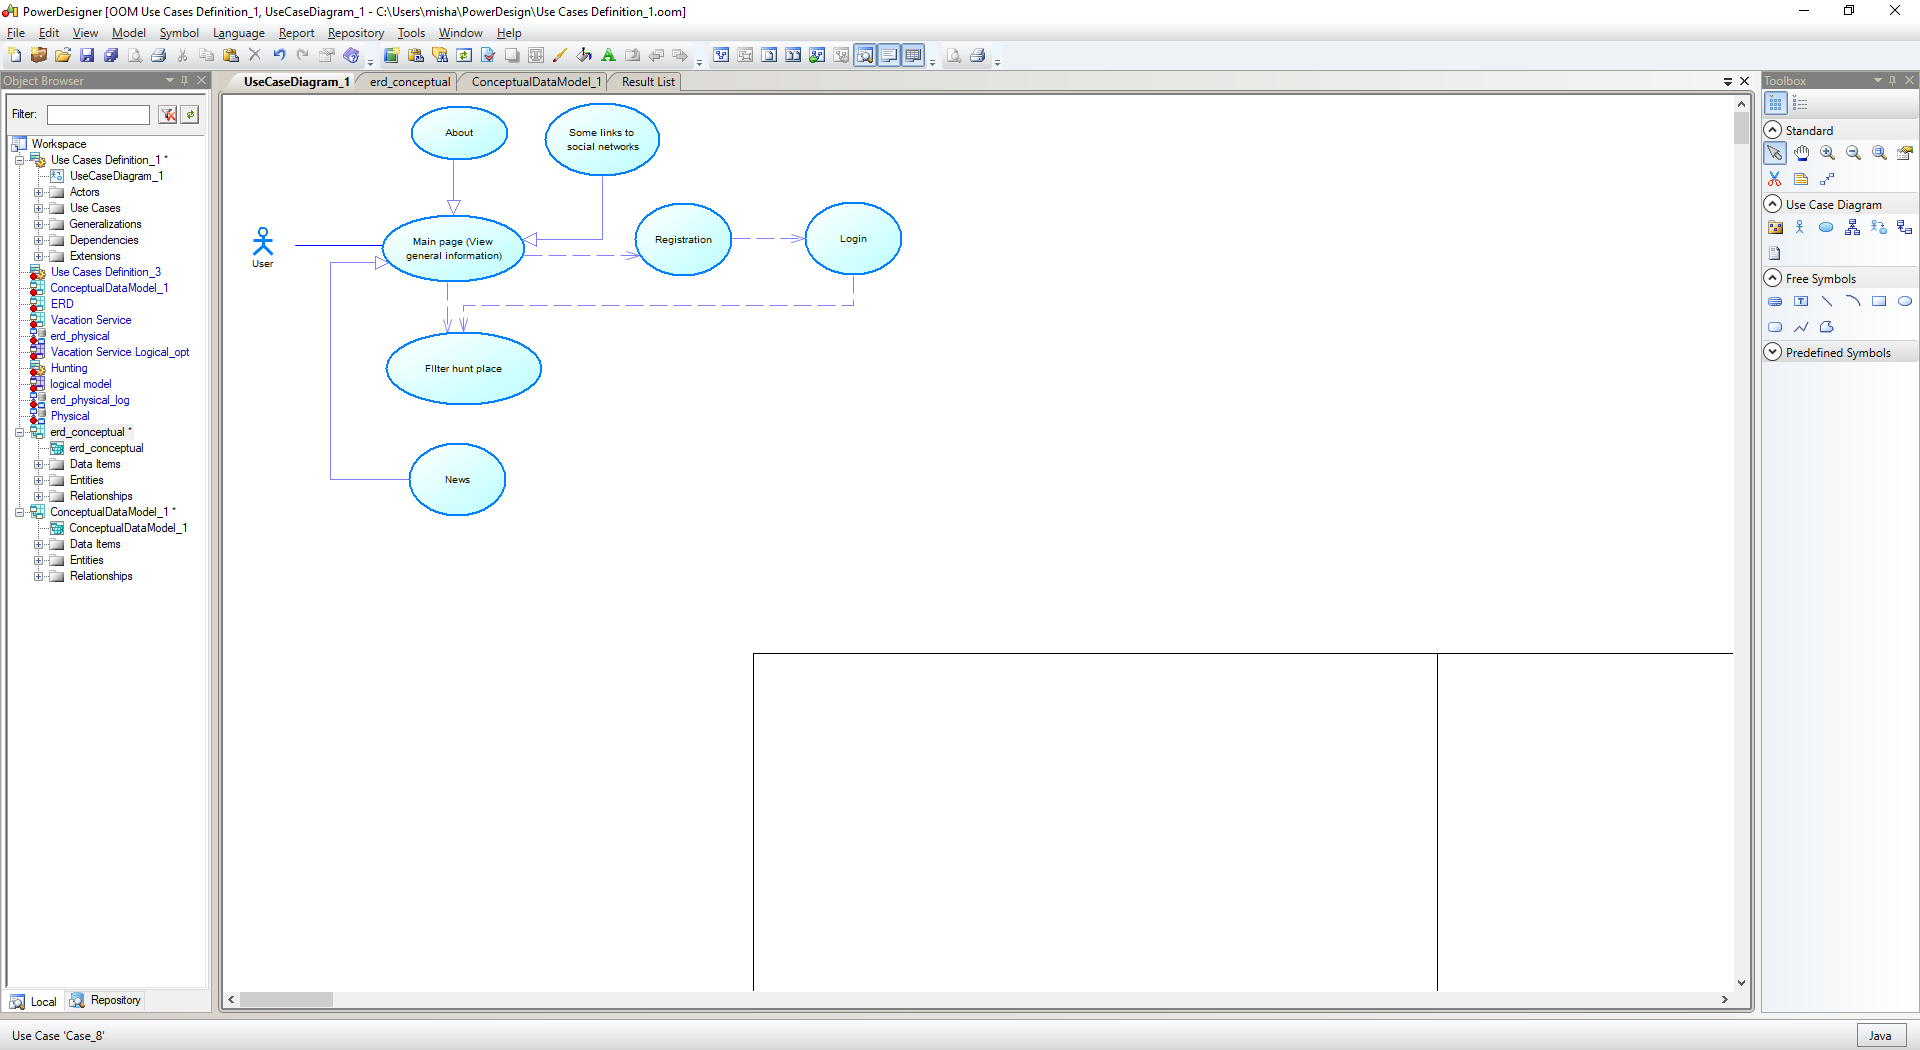 PowerDesigner [OOM Use Cases Definition_1, UseCaseDiagram_1 - C:\Users\misha\PowerDesign\Use Cases Definition_1.oom]
File Edit View Model Symbol Language Report Repository Tools Window Help
Object Browser
Filter:
Workspace
Use Cases Definition_1 *
UseCaseDiagram_1
Actors
Use Cases
Generalizations
Dependencies
Extensions
Use Cases Definition_3
ConceptualDataModel_1
ERD
Vacation Service
erd_physical
Vacation Service Logical_opt
Hunting
logical model
erd_physical_log
Physical
erd_conceptual *
erd_conceptual
Data Items
Entities
Relationships
ConceptualDataModel_1 *
ConceptualDataModel_1
Data Items
Entities
Relationships
Local Repository
UseCaseDiagram_1 erd_conceptual ConceptualDataModel_1 Result List
About
Some links to
social networks
User
Main page (View
general information)
Registration
Login
FIlter hunt place
News
Toolbox
Standard
Use Case Diagram
Free Symbols
Predefined Symbols
Use Case 'Case_8'
Java